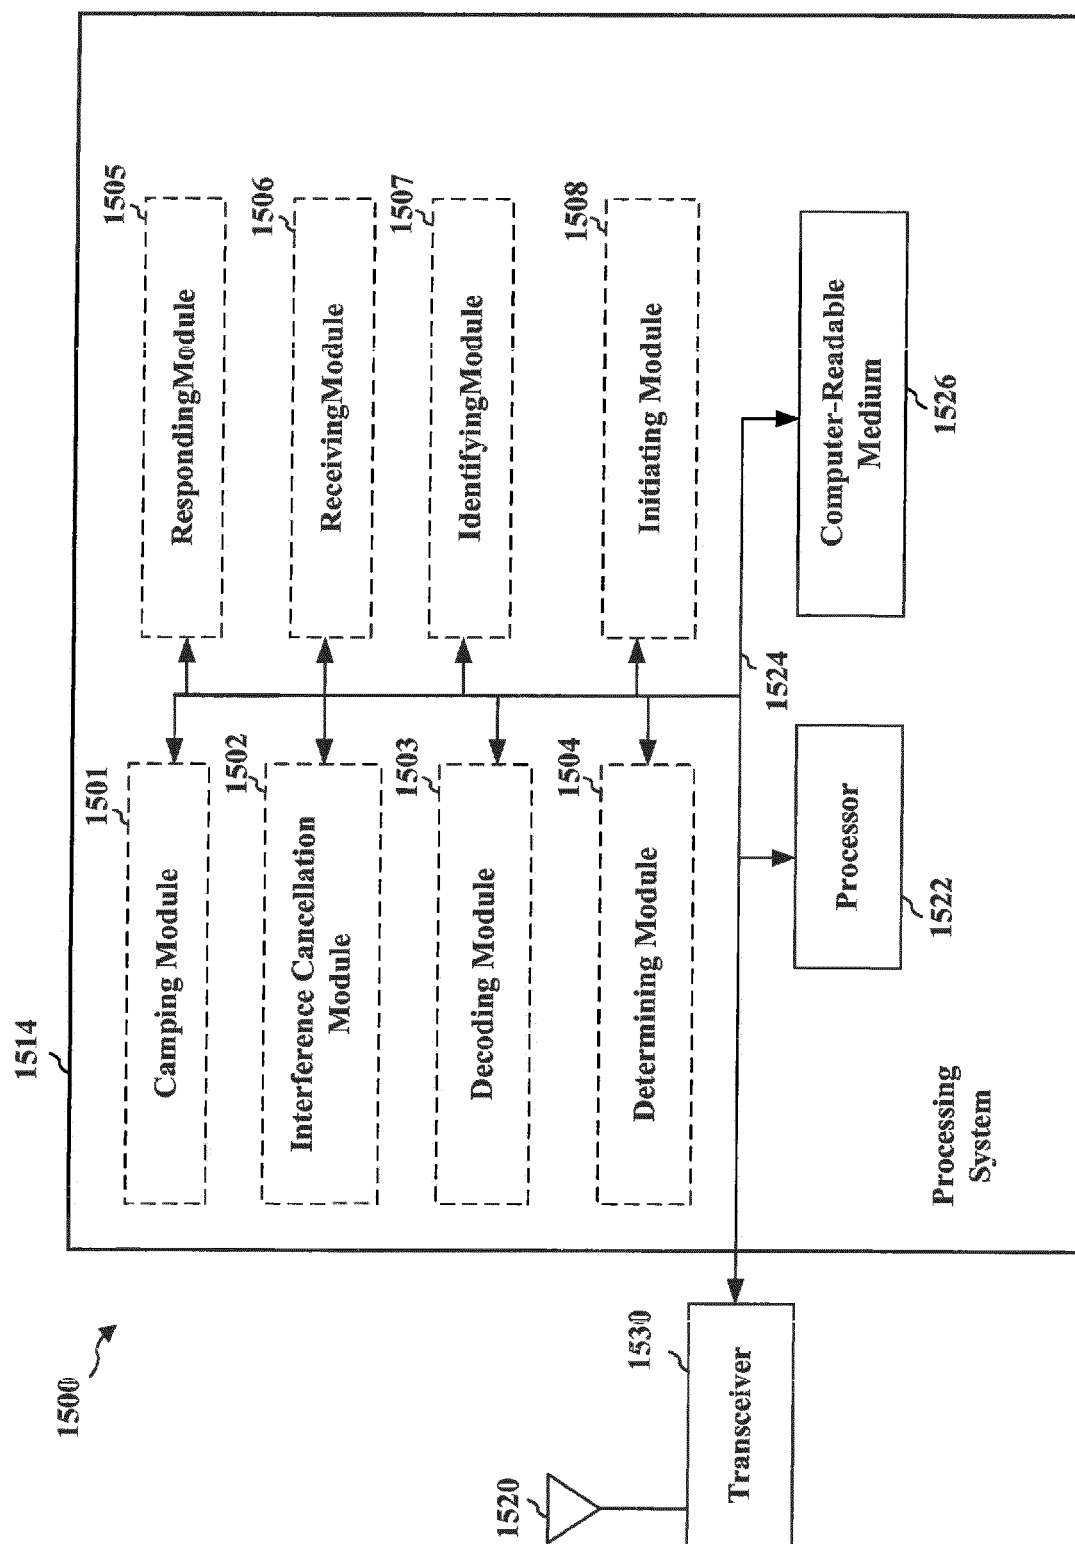 1500
1514
1501
Camping Module
1505
RespondingModule
1502
Interference Cancellation
Module
1506
ReceivingModule
1503
Decoding Module
1507
IdentifyingModule
1504
Determining Module
1508
Initiating Module
1524
1520
1530
Transceiver
Processor
1522
Computer-Readable
Medium
1526
Processing
System